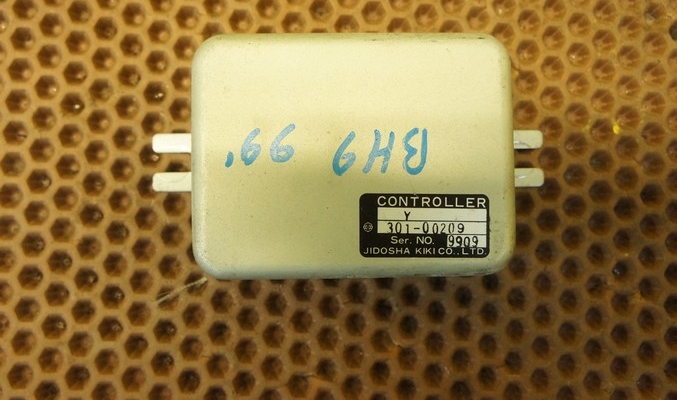 BH9 99'
CONTROLLER
Y
301-00209
Ser. NO. 9909
JIDOSHA KIKI CO., LTD.